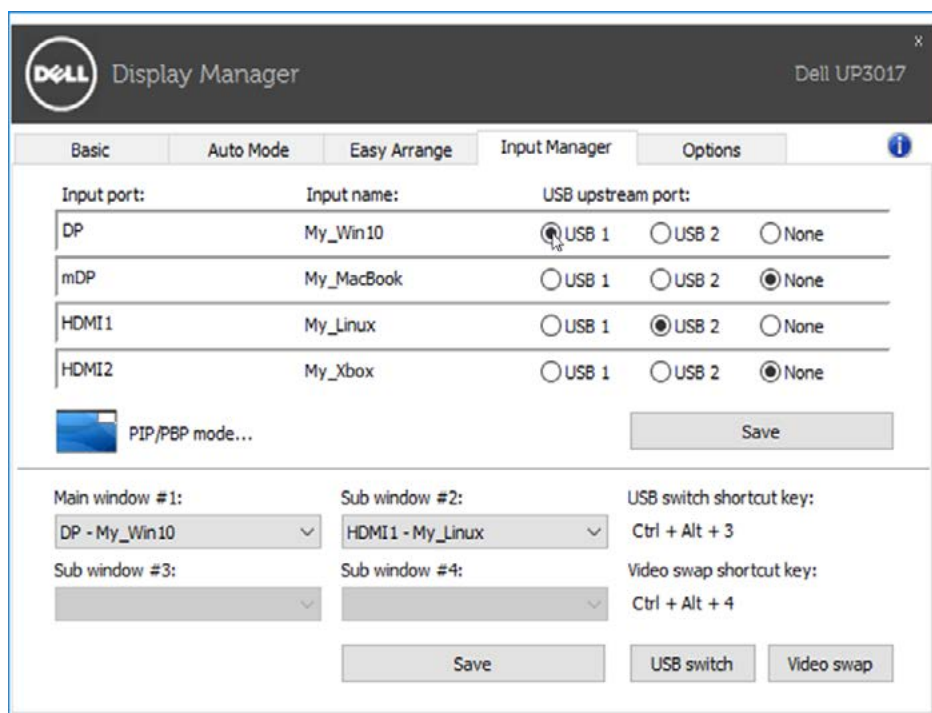 x
DELL Display Manager Dell UP3017
Basic Auto Mode Easy Arrange Input Manager Options i
Input port: Input name: USB upstream port:
DP My_Win10 USB 1 USB 2 None
mDP My_MacBook USB 1 USB 2 None
HDMI1 My_Linux USB 1 USB 2 None
HDMI2 My_Xbox USB 1 USB 2 None
PIP/PBP mode... Save
Main window #1: Sub window #2: USB switch shortcut key:
DP - My_Win10 HDMI1 - My_Linux Ctrl + Alt + 3
Sub window #3: Sub window #4: Video swap shortcut key:
Ctrl + Alt + 4
Save USB switch Video swap